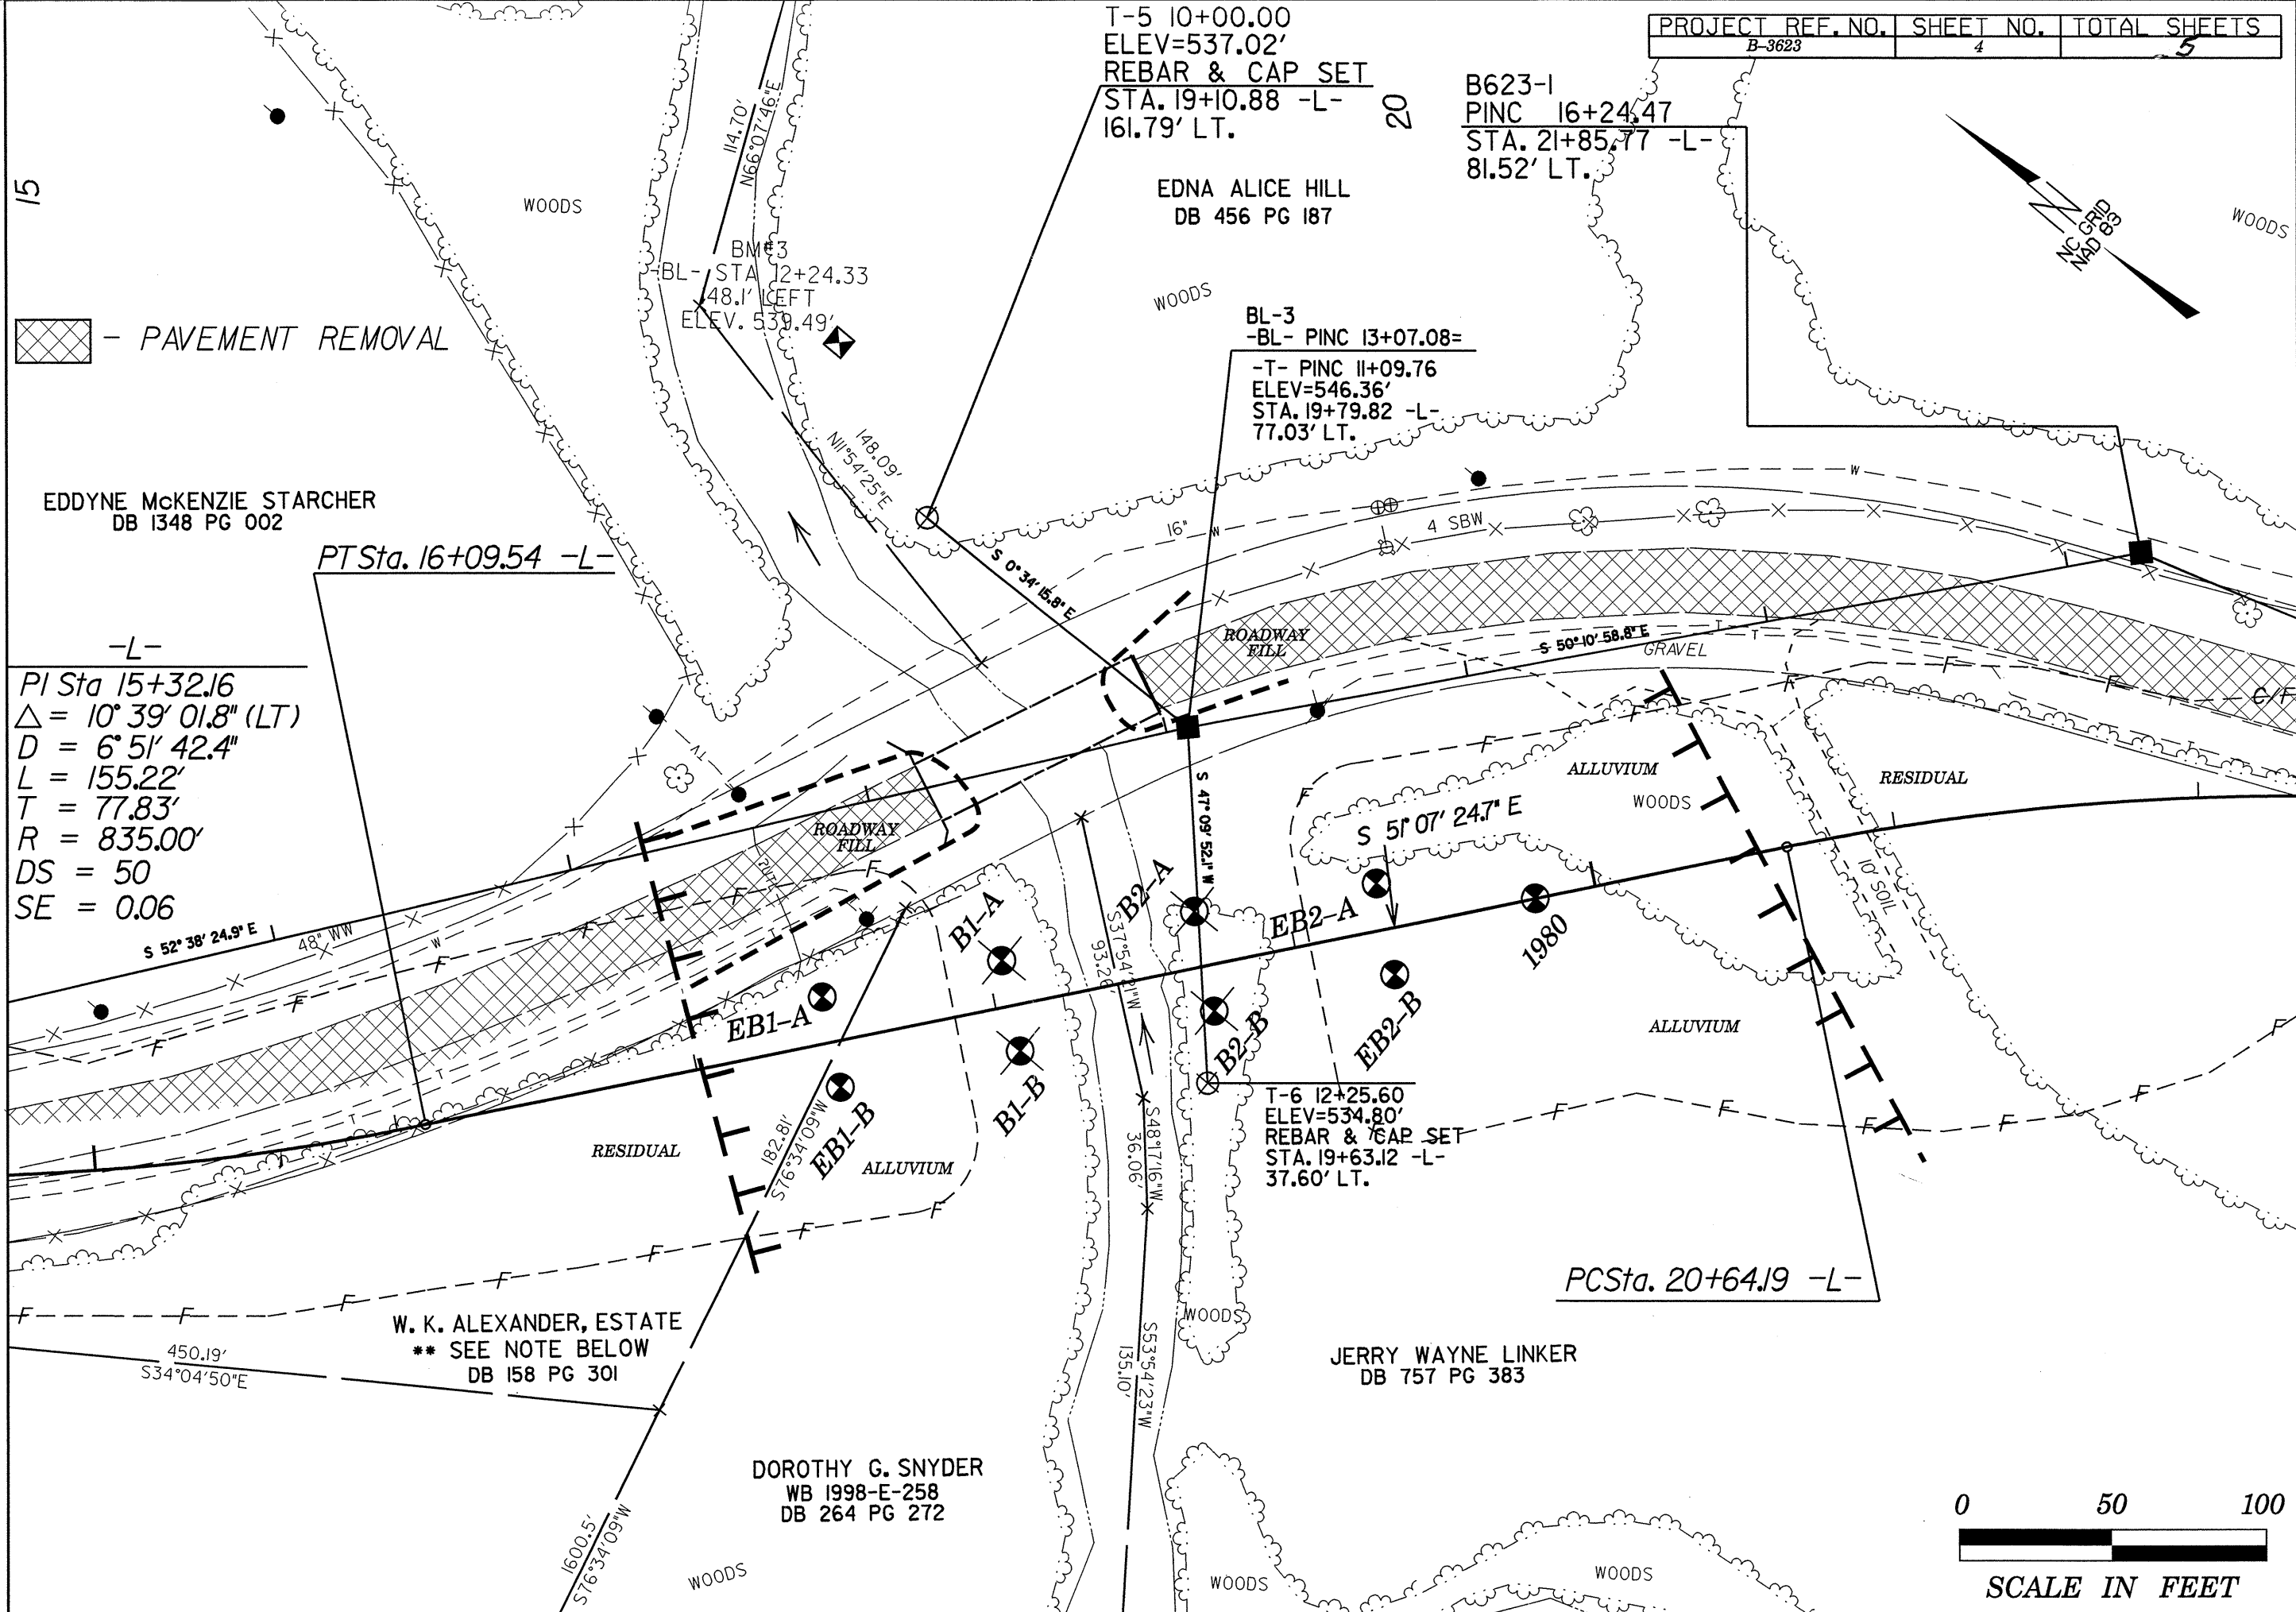 PROJECT REF. NO. SHEET NO. TOTAL SHEETS
B-3623 4 5
T-5 10+00.00
ELEV=537.02'
REBAR & CAP SET
STA. 19+10.88 -L-
161.79' LT.
20
B623-1
PINC 16+24.47
STA. 21+85.77 -L-
81.52' LT.
15
114.70'
N66°07'46"E
WOODS
EDNA ALICE HILL
DB 456 PG 187
WOODS
NC GRID
NAD 83
WOODS
BM#3
-BL- STA 12+24.33
48.1' LEFT
ELEV. 539.49'
- PAVEMENT REMOVAL
BL-3
-BL- PINC 13+07.08=
-T- PINC 11+09.76
ELEV=546.36'
STA. 19+79.82 -L-
77.03' LT.
148.09'
N11°54'25"E
EDDYNE McKENZIE STARCHER
DB 1348 PG 002
PT Sta. 16+09.54 -L-
16" W
W
4 SBW
S 0°34'15.8" E
ROADWAY
FILL
S 50°10'58.8" E
GRAVEL
T T
-L-
PI Sta 15+32.16
△ = 10° 39' 01.8" (LT)
D = 6° 51' 42.4"
L = 155.22'
T = 77.83'
R = 835.00'
DS = 50
SE = 0.06
C/F
S 47°09'52.1" W
ALLUVIUM
WOODS
RESIDUAL
ROADWAY
FILL
S 51°07'24.7" E
10' SOIL
S 52°38'24.9" E
48" WW
W
F
B1-A
B2-A
S37°54'21"W
93.26'
EB2-A
1980
EB1-A
B2-B
EB2-B
ALLUVIUM
B1-B
EB1-B
182.81'
S76°34'09"W
RESIDUAL
ALLUVIUM
S48°17'16"W
36.06'
T-6 12+25.60
ELEV=534.80'
REBAR & CAP SET
STA. 19+63.12 -L-
37.60' LT.
PC Sta. 20+64.19 -L-
W. K. ALEXANDER, ESTATE
** SEE NOTE BELOW
DB 158 PG 301
450.19'
S34°04'50"E
WOODS
S53°54'23"W
135.10'
JERRY WAYNE LINKER
DB 757 PG 383
DOROTHY G. SNYDER
WB 1998-E-258
DB 264 PG 272
1600.5'
S76°34'09"W
WOODS
WOODS
WOODS
0 50 100
SCALE IN FEET